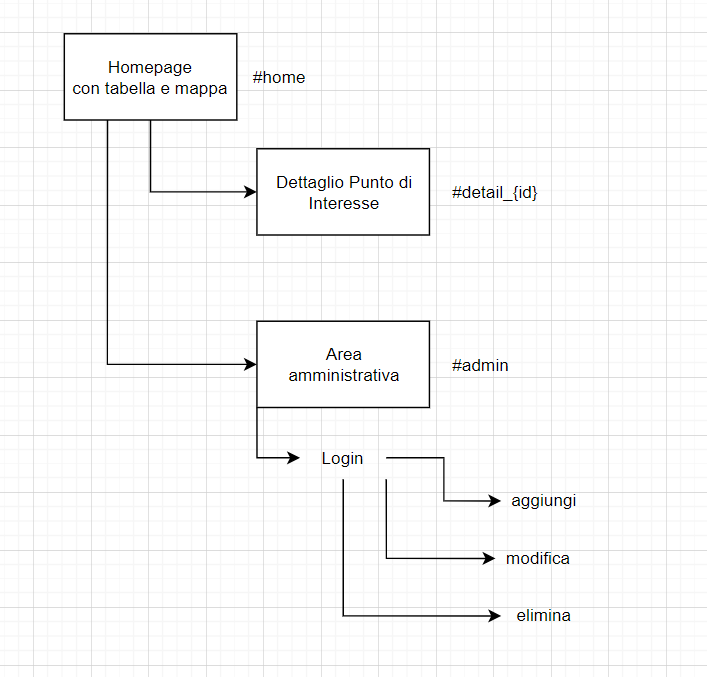 Homepage
con tabella e mappa
#home
Dettaglio Punto di
Interesse
#detail_{id}
Area
amministrativa
#admin
Login
aggiungi
modifica
elimina